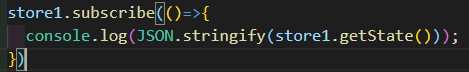 store1.subscribe(()=>{
  console.log(JSON.stringify(store1.getState()));
})